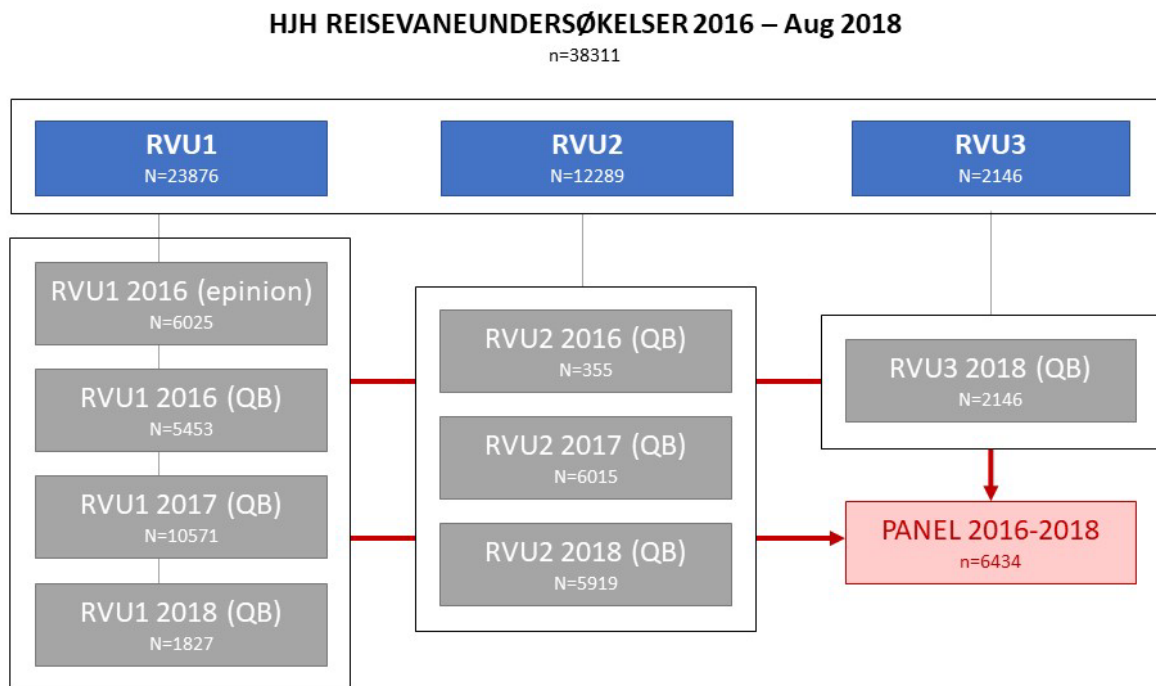 HJH REISEVANEUNDERSØKELSER 2016 – Aug 2018
n=38311
RVU1
N=23876
RVU2
N=12289
RVU3
N=2146
RVU1 2016 (epinion)
N=6025
RVU1 2016 (QB)
N=5453
RVU1 2017 (QB)
N=10571
RVU1 2018 (QB)
N=1827
RVU2 2016 (QB)
N=355
RVU2 2017 (QB)
N=6015
RVU2 2018 (QB)
N=5919
RVU3 2018 (QB)
N=2146
PANEL 2016-2018
n=6434